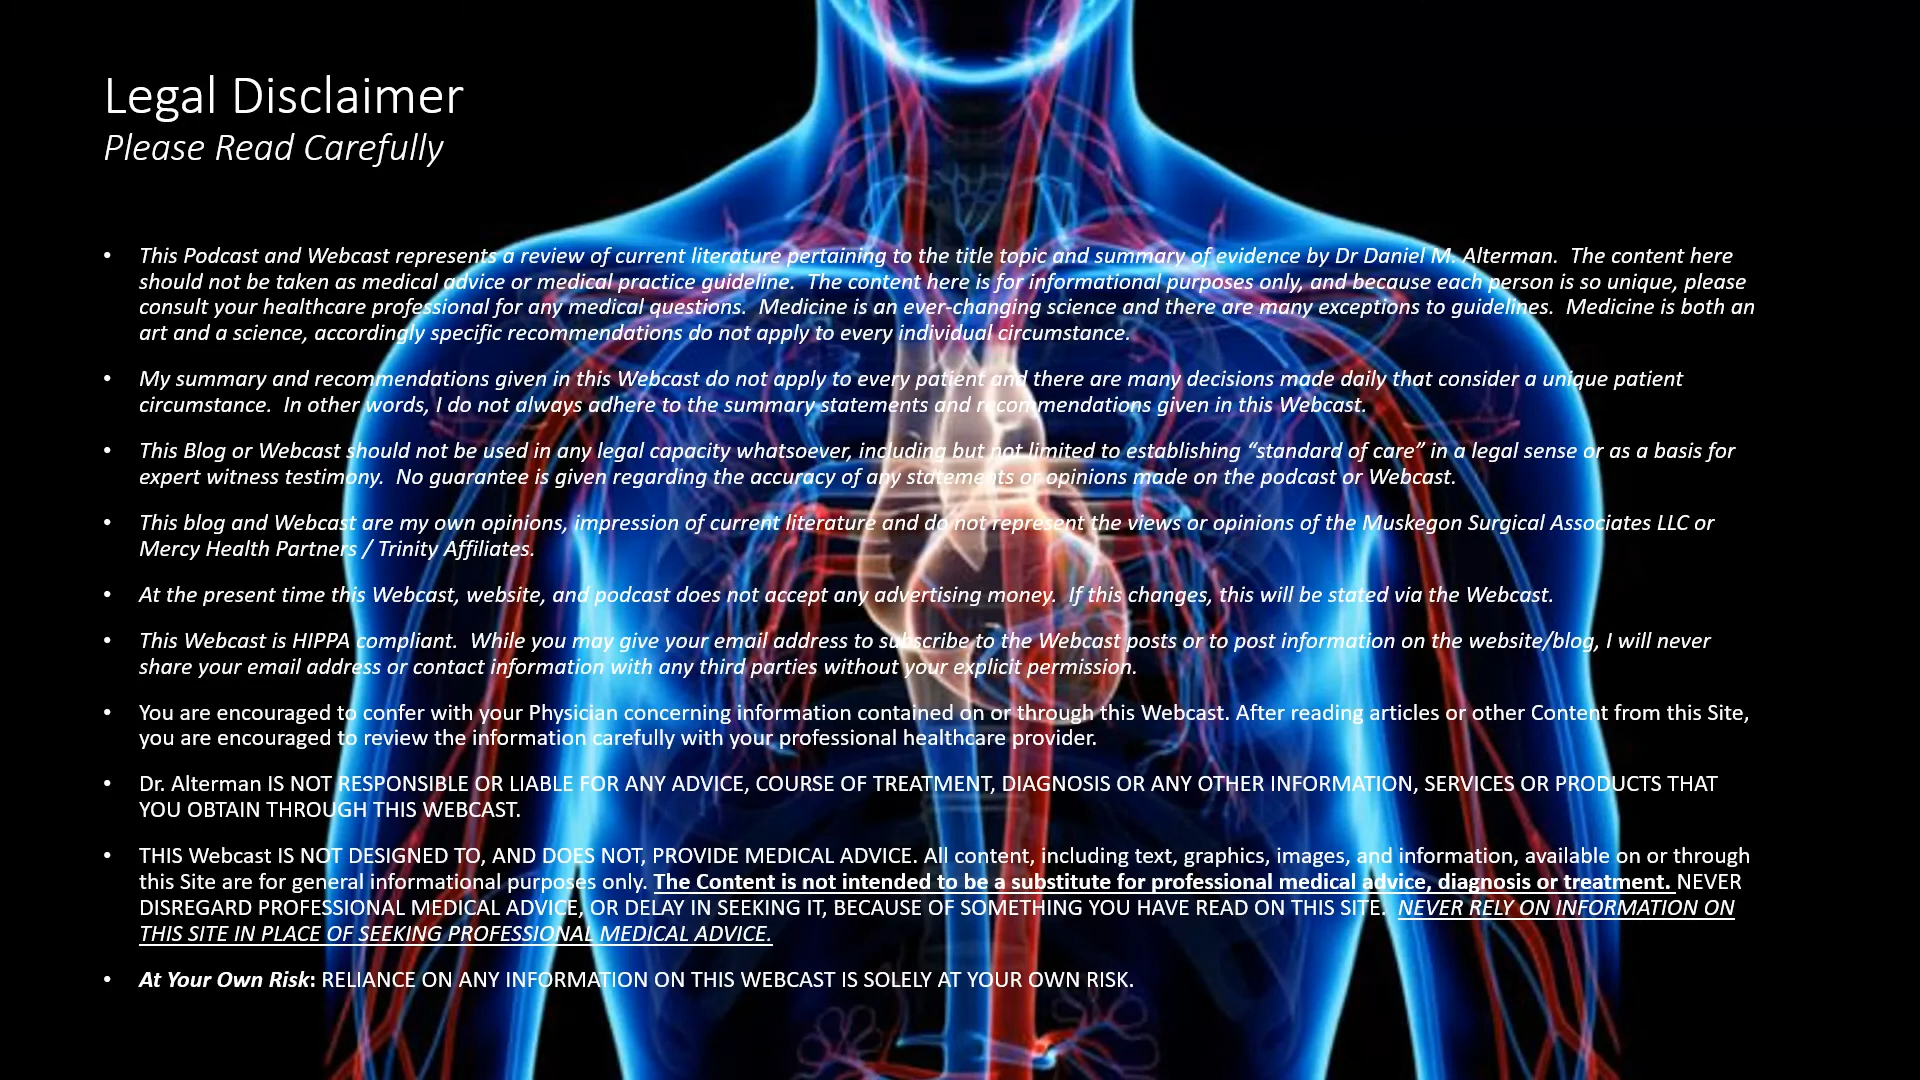 Legal Disclaimer
Please Read Carefully
• This Podcast and Webcast represents a review of current literature pertaining to the title topic and summary of evidence by Dr Daniel M. Alterman.  The content here
should not be taken as medical advice or medical practice guideline.  The content here is for informational purposes only, and because each person is so unique, please
consult your healthcare professional for any medical questions.  Medicine is an ever-changing science and there are many exceptions to guidelines.  Medicine is both an
art and a science, accordingly specific recommendations do not apply to every individual circumstance.
• My summary and recommendations given in this Webcast do not apply to every patient and there are many decisions made daily that consider a unique patient
circumstance.  In other words, I do not always adhere to the summary statements and recommendations given in this Webcast.
• This Blog or Webcast should not be used in any legal capacity whatsoever, including but not limited to establishing “standard of care” in a legal sense or as a basis for
expert witness testimony.  No guarantee is given regarding the accuracy of any statements or opinions made on the podcast or Webcast.
• This blog and Webcast are my own opinions, impression of current literature and do not represent the views or opinions of the Muskegon Surgical Associates LLC or
Mercy Health Partners / Trinity Affiliates.
• At the present time this Webcast, website, and podcast does not accept any advertising money.  If this changes, this will be stated via the Webcast.
• This Webcast is HIPPA compliant.  While you may give your email address to subscribe to the Webcast posts or to post information on the website/blog, I will never
share your email address or contact information with any third parties without your explicit permission.
• You are encouraged to confer with your Physician concerning information contained on or through this Webcast. After reading articles or other Content from this Site,
you are encouraged to review the information carefully with your professional healthcare provider.
• Dr. Alterman IS NOT RESPONSIBLE OR LIABLE FOR ANY ADVICE, COURSE OF TREATMENT, DIAGNOSIS OR ANY OTHER INFORMATION, SERVICES OR PRODUCTS THAT
YOU OBTAIN THROUGH THIS WEBCAST.
• THIS Webcast IS NOT DESIGNED TO, AND DOES NOT, PROVIDE MEDICAL ADVICE. All content, including text, graphics, images, and information, available on or through
this Site are for general informational purposes only. The Content is not intended to be a substitute for professional medical advice, diagnosis or treatment. NEVER
DISREGARD PROFESSIONAL MEDICAL ADVICE, OR DELAY IN SEEKING IT, BECAUSE OF SOMETHING YOU HAVE READ ON THIS SITE.  NEVER RELY ON INFORMATION ON
THIS SITE IN PLACE OF SEEKING PROFESSIONAL MEDICAL ADVICE.
• At Your Own Risk: RELIANCE ON ANY INFORMATION ON THIS WEBCAST IS SOLELY AT YOUR OWN RISK.